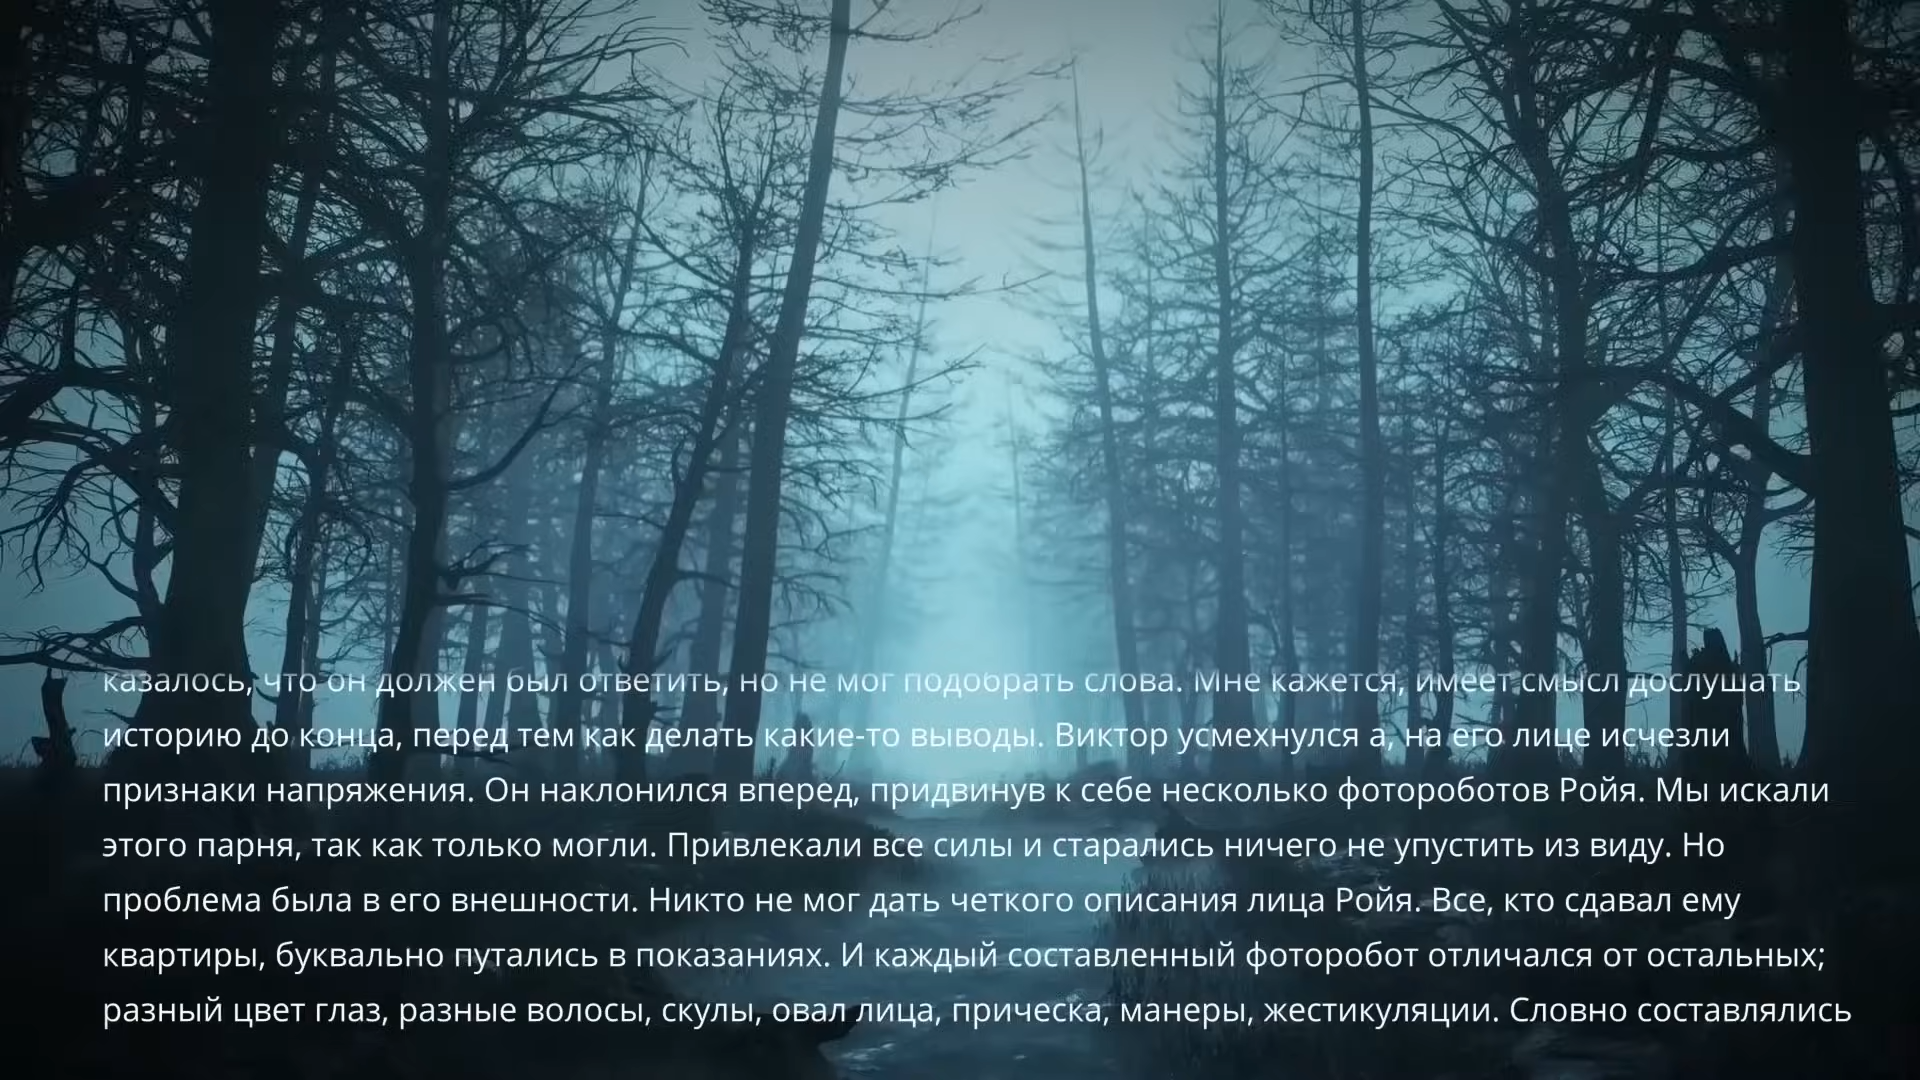 казалось, что он должен был ответить, но не мог подобрать слова. Мне кажется, имеет смысл дослушать
историю до конца, перед тем как делать какие-то выводы. Виктор усмехнулся а, на его лице исчезли
признаки напряжения. Он наклонился вперед, придвинув к себе несколько фотороботов Ройя. Мы искали
этого парня, так как только могли. Привлекали все силы и старались ничего не упустить из виду. Но
проблема была в его внешности. Никто не мог дать четкого описания лица Ройя. Все, кто сдавал ему
квартиры, буквально путались в показаниях. И каждый составленный фоторобот отличался от остальных;
разный цвет глаз, разные волосы, скулы, овал лица, прическа, манеры, жестикуляции. Словно составлялись